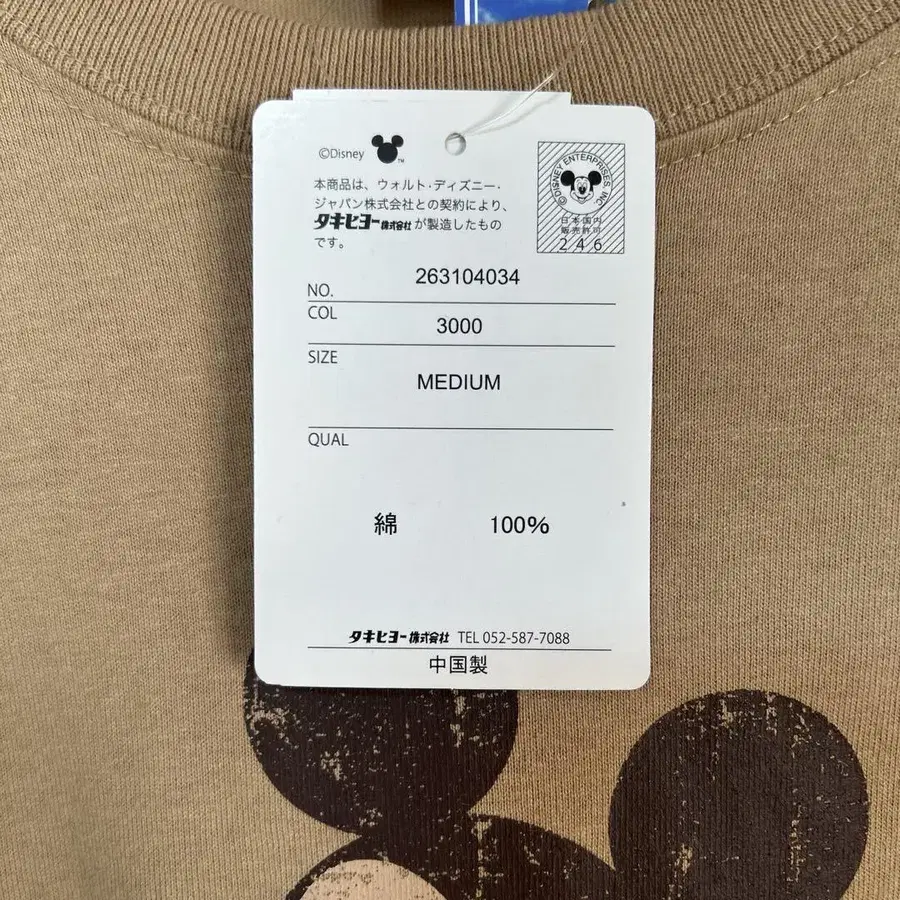 ©Disney ™
本商品は、ウォルト・ディズニー・
ジャパン株式会社との契約により、
タキヒヨー株式会社が製造したもの
です。
©DISNEY ENTERPRISES, INC
日本国内
販売許可
246
NO. 263104034
COL 3000
SIZE MEDIUM
QUAL
綿 100%
タキヒヨー株式会社 TEL 052-587-7088
中国製